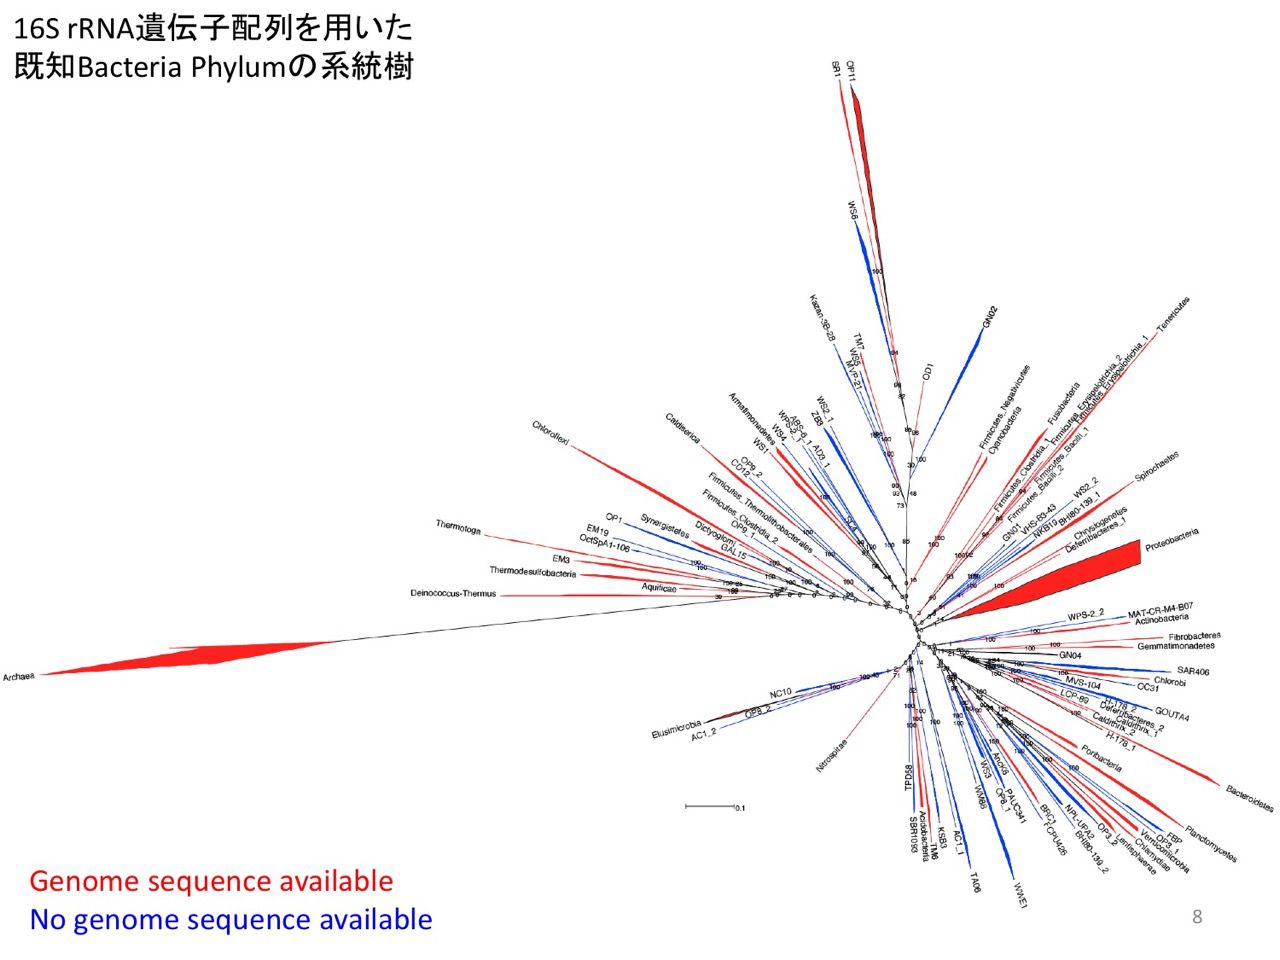 16S rRNA遺伝子配列を用いた
既知Bacteria Phylumの系統樹
SR1
OP11
WS6
Kazan-3B-28
TM7
WS5
MVP-21
OD1
GN02
Firmicutes_Negativicutes
Cyanobacteria
Fusobacteria
Firmicutes_Clostridia_1
Firmicutes_Erysipelotrichia_2
Firmicutes_Erysipelotrichia_1
Tenericutes
Firmicutes_Bacilli_1
Firmicutes_Bacilli_2
Spirochaetes
WS2_2
BHI80-139_1
VHS-B3-43
NKB19
GN01
Chrysiogenetes
Deferribacteres_1
Proteobacteria
WPS-2_2
MAT-CR-M4-B07
Actinobacteria
Fibrobacteres
Gemmatimonadetes
GN04
SAR406
Chlorobi
OC31
MVS-104
LCP-89
GOUTA4
H-178_2
Deferribacteres_2
Caldithrix_1
Caldithrix_2
H-178_1
Poribacteria
Bacteroidetes
Planctomycetes
FBP
OP3_1
Verrucomicrobia
Chlamydiae
Lentisphaerae
OP3_2
NPL-UPA2
BHI80-139_2
BRC1
FCPU426
PAUC34f
OP8_1
WS3
AncK6
WM88
WWE1
TA06
AC1_1
KSB3
TM6
Acidobacteria
SBR1093
TPD58
Nitrospirae
AC1_2
OP8_2
NC10
Elusimicrobia
Archaea
Deinococcus-Thermus
Aquificae
Thermodesulfobacteria
EM3
Thermotoga
OctSpA1-106
EM19
OP1
Synergistetes
GAL15
Dictyoglomi
OP9_1
Firmicutes_Clostridia_2
Firmicutes_Thermolithobacterales
CD12
OP9_2
Caldiserica
Chloroflexi
WS1
Armatimonadetes
WS4
WPS-2_1
ABS-6_1
AD3_1
ZB3
WS2_1
0.1
Genome sequence available
No genome sequence available
8